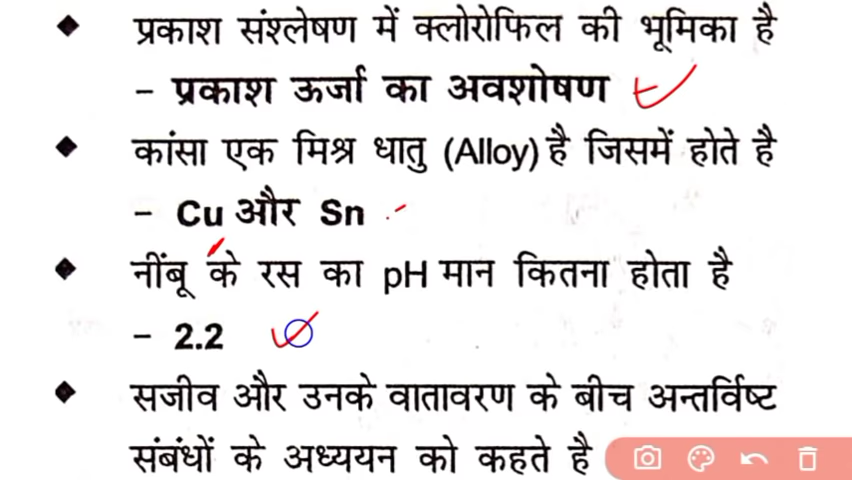 ◆ प्रकाश संश्लेषण में क्लोरोफिल की भूमिका है
– प्रकाश ऊर्जा का अवशोषण
◆ कांसा एक मिश्र धातु (Alloy) है जिसमें होते है
– Cu और Sn
◆ नींबू के रस का pH मान कितना होता है
– 2.2
◆ सजीव और उनके वातावरण के बीच अन्तर्विष्ट
संबंधों के अध्ययन को कहते है